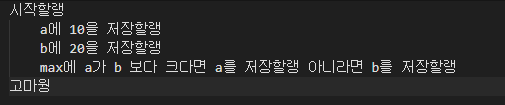 시작할랭
a에 10을 저장할랭
b에 20을 저장할랭
max에 a가 b 보다 크다면 a를 저장할랭 아니라면 b를 저장할랭
고마웡